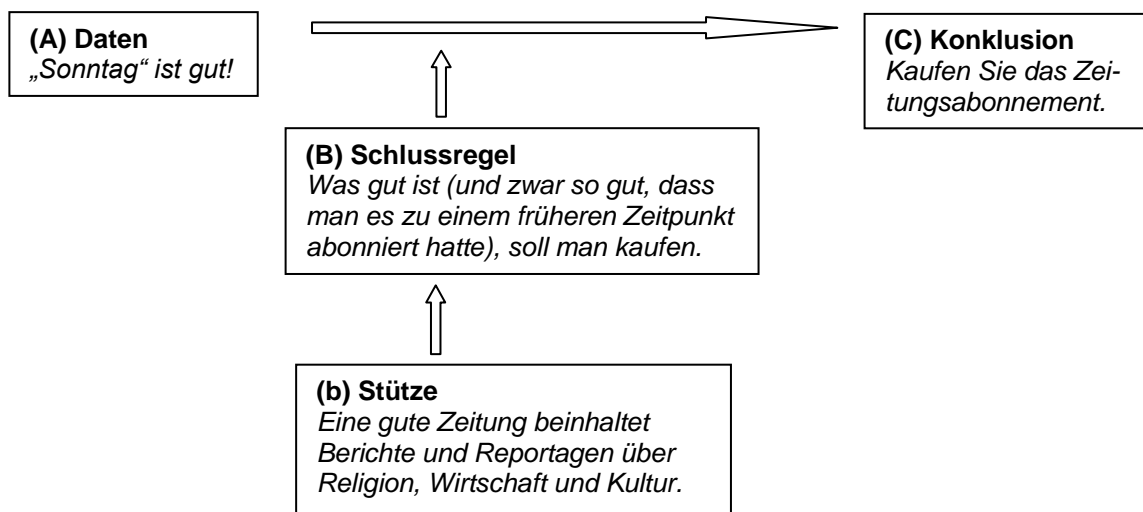 (A) Daten
„Sonntag“ ist gut!
(C) Konklusion
Kaufen Sie das Zei-
tungsabonnement.
(B) Schlussregel
Was gut ist (und zwar so gut, dass
man es zu einem früheren Zeitpunkt
abonniert hatte), soll man kaufen.
(b) Stütze
Eine gute Zeitung beinhaltet
Berichte und Reportagen über
Religion, Wirtschaft und Kultur.